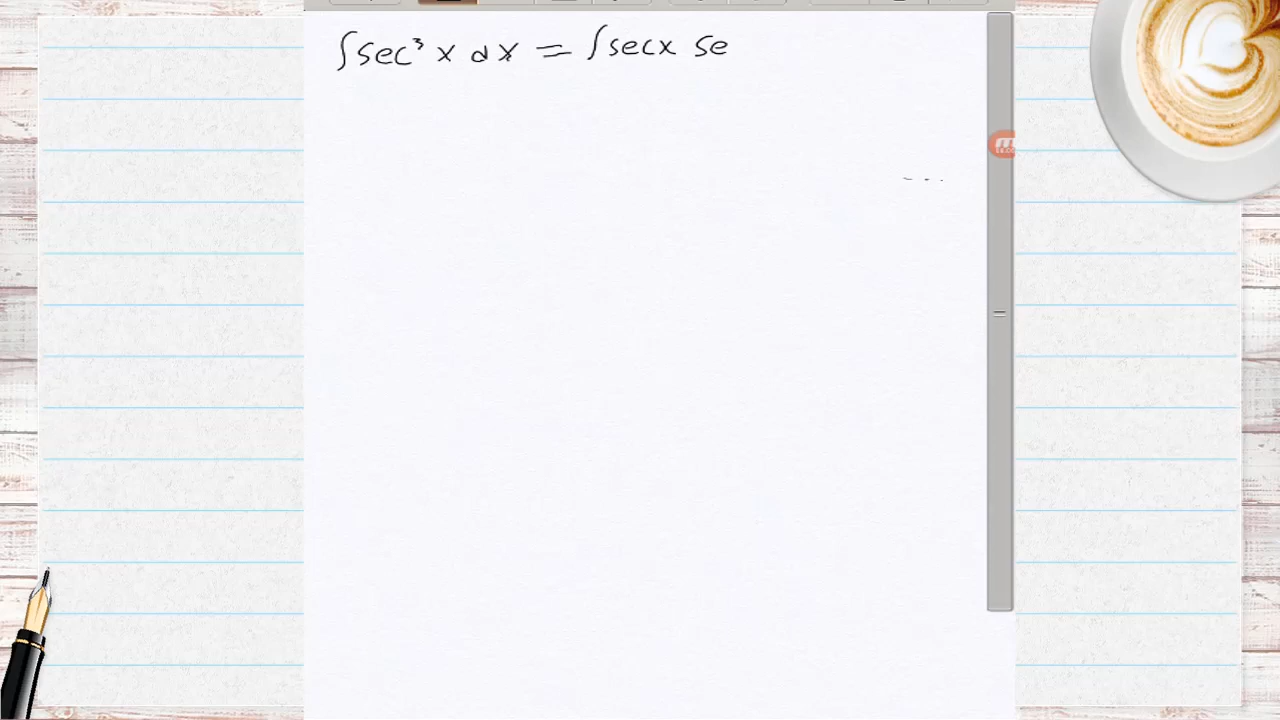 ∫sec³ x dx = ∫secx se